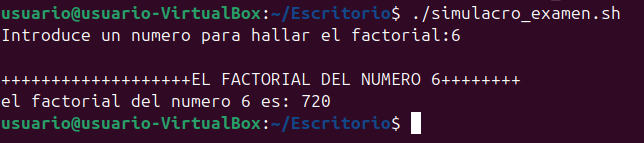 usuario@usuario-VirtualBox:~/Escritorio$ ./simulacro_examen.sh
Introduce un numero para hallar el factorial:6
+++++++++++++++++++EL FACTORIAL DEL NUMERO 6++++++++
el factorial del numero 6 es: 720
usuario@usuario-VirtualBox:~/Escritorio$